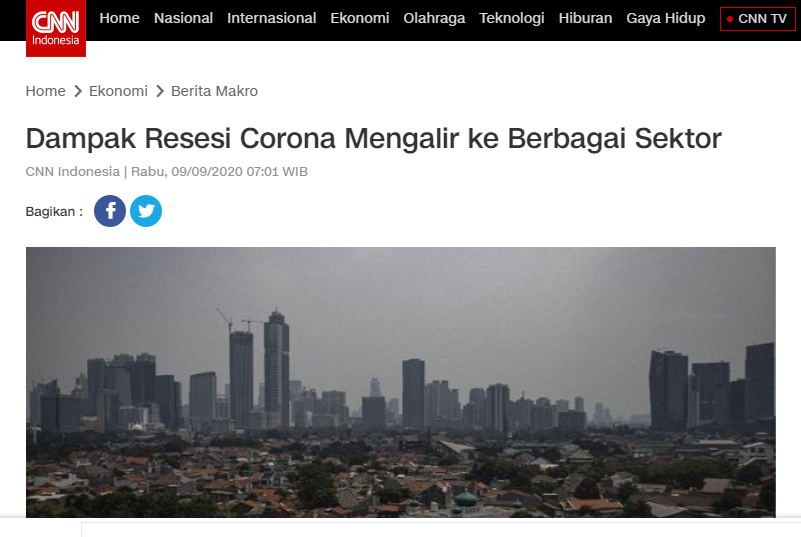 CNN
Indonesia
Home Nasional Internasional Ekonomi Olahraga Teknologi Hiburan Gaya Hidup CNN TV
Home > Ekonomi > Berita Makro
Dampak Resesi Corona Mengalir ke Berbagai Sektor
CNN Indonesia | Rabu, 09/09/2020 07:01 WIB
Bagikan :